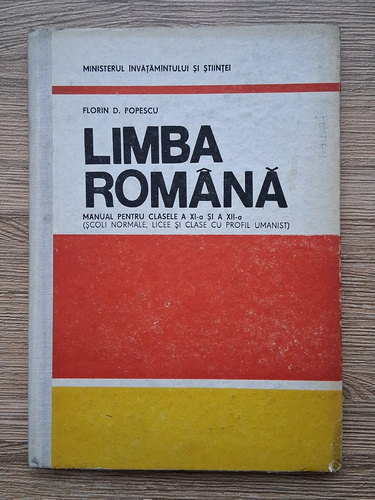 MINISTERUL ÎNVĂȚĂMÎNTULUI ȘI ȘTIINȚEI
FLORIN D. POPESCU
LIMBA
ROMÂNĂ
MANUAL PENTRU CLASELE A XI-a ȘI A XII-a
(ȘCOLI NORMALE, LICEE ȘI CLASE CU PROFIL UMANIST)